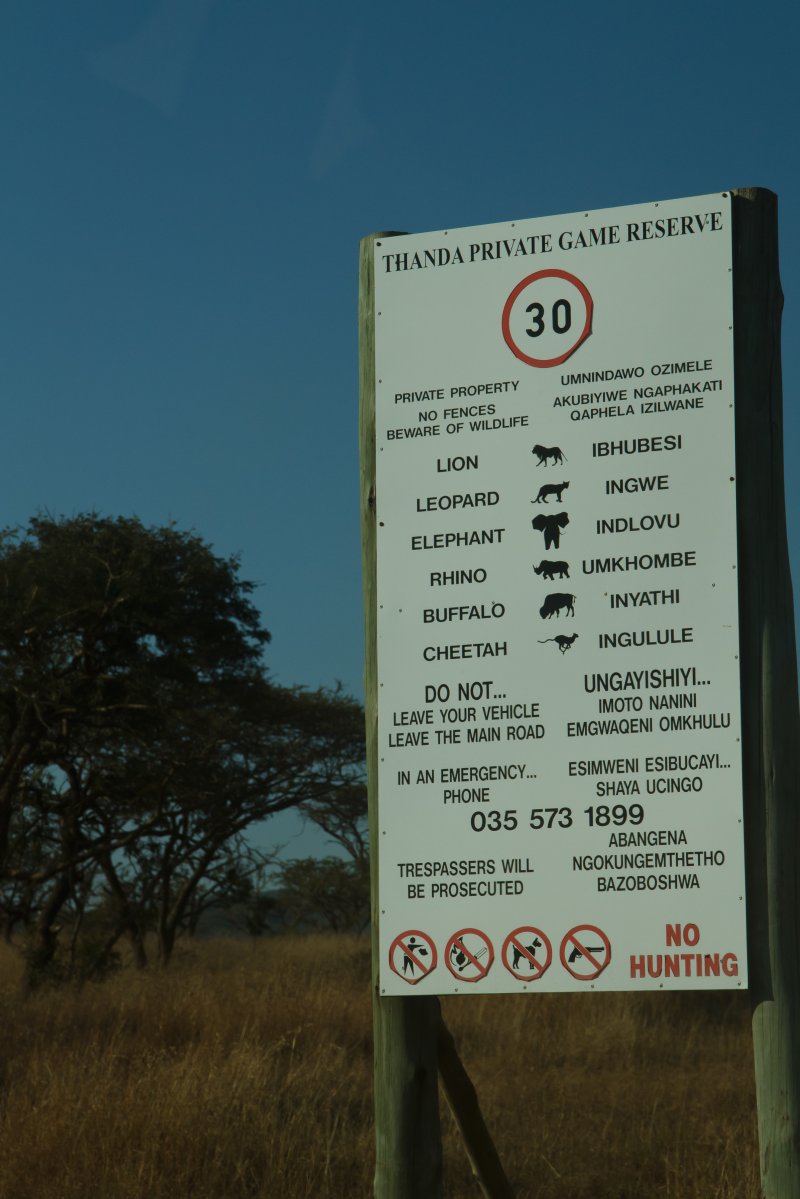 THANDA PRIVATE GAME RESERVE
30
PRIVATE PROPERTY
NO FENCES
BEWARE OF WILDLIFE
UMNINDAWO OZIMELE
AKUBIYIWE NGAPHAKATI
QAPHELA IZILWANE
LION IBHUBESI
LEOPARD INGWE
ELEPHANT INDLOVU
RHINO UMKHOMBE
BUFFALO INYATHI
CHEETAH INGULULE
DO NOT...
LEAVE YOUR VEHICLE
LEAVE THE MAIN ROAD
UNGAYISHIYI...
IMOTO NANINI
EMGWAQENI OMKHULU
IN AN EMERGENCY...
PHONE
ESIMWENI ESIBUCAYI...
SHAYA UCINGO
035 573 1899
TRESPASSERS WILL
BE PROSECUTED
ABANGENA
NGOKUNGEMTHETHO
BAZOBOSHWA
NO
HUNTING